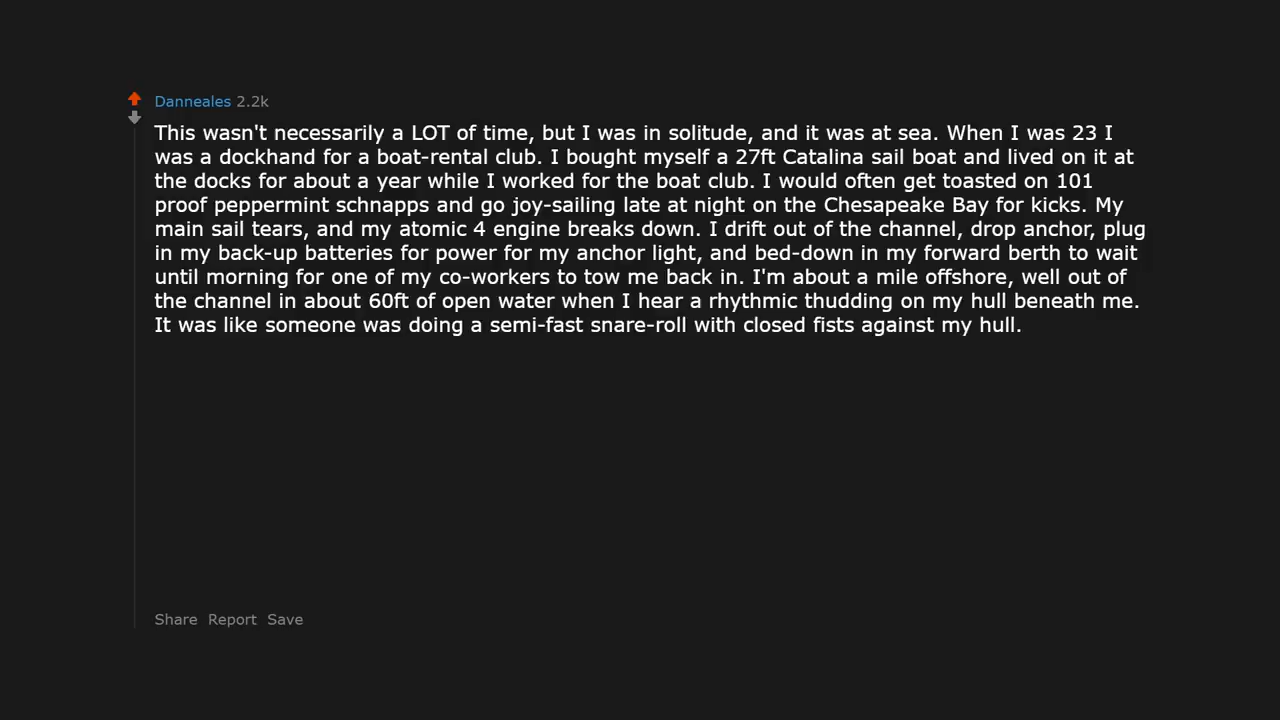 Danneales 2.2k
This wasn't necessarily a LOT of time, but I was in solitude, and it was at sea. When I was 23 I
was a dockhand for a boat-rental club. I bought myself a 27ft Catalina sail boat and lived on it at
the docks for about a year while I worked for the boat club. I would often get toasted on 101
proof peppermint schnapps and go joy-sailing late at night on the Chesapeake Bay for kicks. My
main sail tears, and my atomic 4 engine breaks down. I drift out of the channel, drop anchor, plug
in my back-up batteries for power for my anchor light, and bed-down in my forward berth to wait
until morning for one of my co-workers to tow me back in. I'm about a mile offshore, well out of
the channel in about 60ft of open water when I hear a rhythmic thudding on my hull beneath me.
It was like someone was doing a semi-fast snare-roll with closed fists against my hull.
Share Report Save